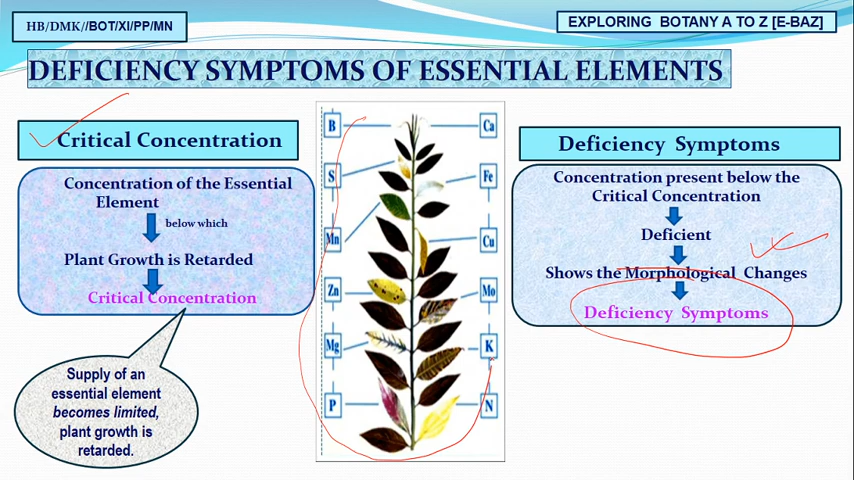 HB/DMK//BOT/XI/PP/MN
EXPLORING BOTANY A TO Z [E-BAZ]
DEFICIENCY SYMPTOMS OF ESSENTIAL ELEMENTS
Critical Concentration
Concentration of the Essential
Element
below which
Plant Growth is Retarded
Critical Concentration
Supply of an
essential element
becomes limited,
plant growth is
retarded.
B
Ca
S
Fe
Mn
Cu
Zn
Mo
Mg
K
P
N
Deficiency Symptoms
Concentration present below the
Critical Concentration
Deficient
Shows the Morphological Changes
Deficiency Symptoms